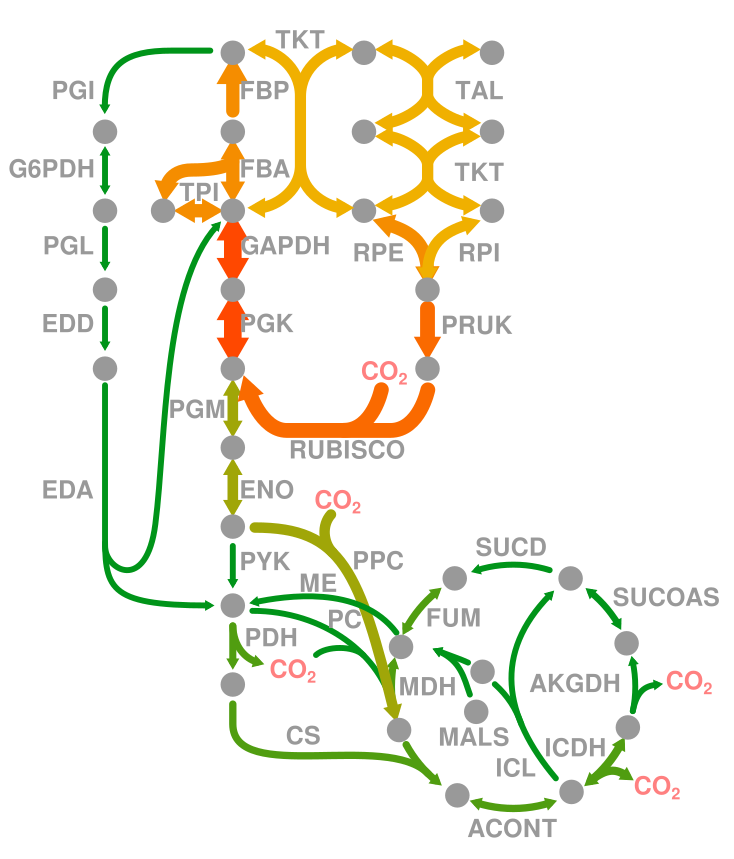 TKT
PGI
FBP
TAL
G6PDH
FBA
TKT
TPI
PGL
GAPDH
RPE
RPI
EDD
PGK
PRUK
CO₂
PGM
RUBISCO
EDA
ENO
CO₂
PYK
PPC
SUCD
ME
SUCOAS
PC
FUM
PDH
CO₂
MDH
AKGDH
CO₂
CS
MALS
ICDH
ICL
CO₂
ACONT